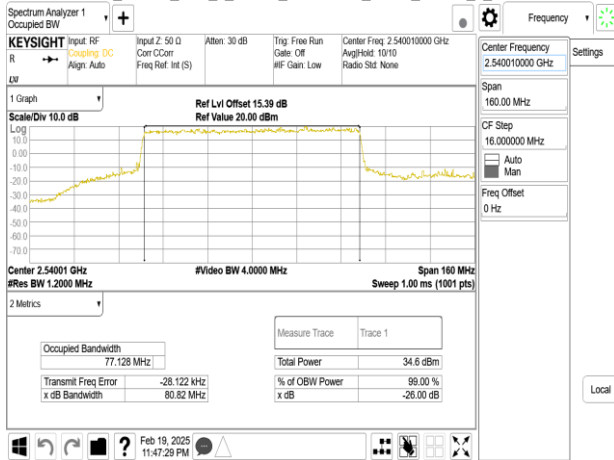 Spectrum Analyzer 1
Occupied BW
+
Frequency
KEYSIGHT
R
LXI
Input: RF
Coupling: DC
Align: Auto
Input Z: 50 Ω
Corr CCorr
Freq Ref: Int (S)
Atten: 30 dB
Trig: Free Run
Gate: Off
#IF Gain: Low
Center Freq: 2.540010000 GHz
Avg|Hold: 10/10
Radio Std: None
Center Frequency
2.540010000 GHz
Settings
Span
160.00 MHz
CF Step
16.000000 MHz
Auto
Man
Freq Offset
0 Hz
Local
1 Graph
Scale/Div 10.0 dB
Ref Lvl Offset 15.39 dB
Ref Value 20.00 dBm
Log
10.0
0.00
-10.0
-20.0
-30.0
-40.0
-50.0
-60.0
-70.0
Center 2.54001 GHz
#Video BW 4.0000 MHz
Span 160 MHz
#Res BW 1.2000 MHz
Sweep 1.00 ms (1001 pts)
2 Metrics
Measure Trace
Trace 1
Occupied Bandwidth
77.128 MHz
Total Power
34.6 dBm
Transmit Freq Error
-28.122 kHz
% of OBW Power
99.00 %
x dB Bandwidth
80.82 MHz
x dB
-26.00 dB
?
Feb 19, 2025
11:47:29 PM